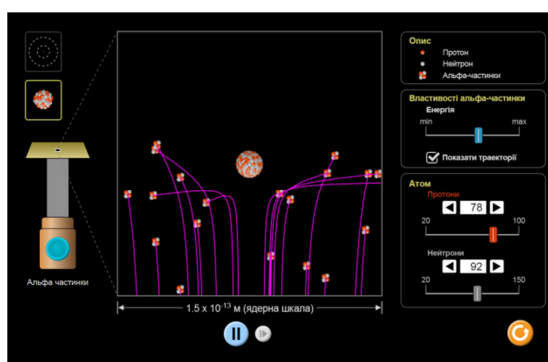 Опис
Протон
Нейтрон
Альфа-частинки
Властивості альфа-частинки
Енергія
min max
Показати траєкторії
Атом
Протони
78
20 100
Нейтрони
92
20 150
Альфа частинки
1.5 x 10⁻¹³ м (ядерна шкала)